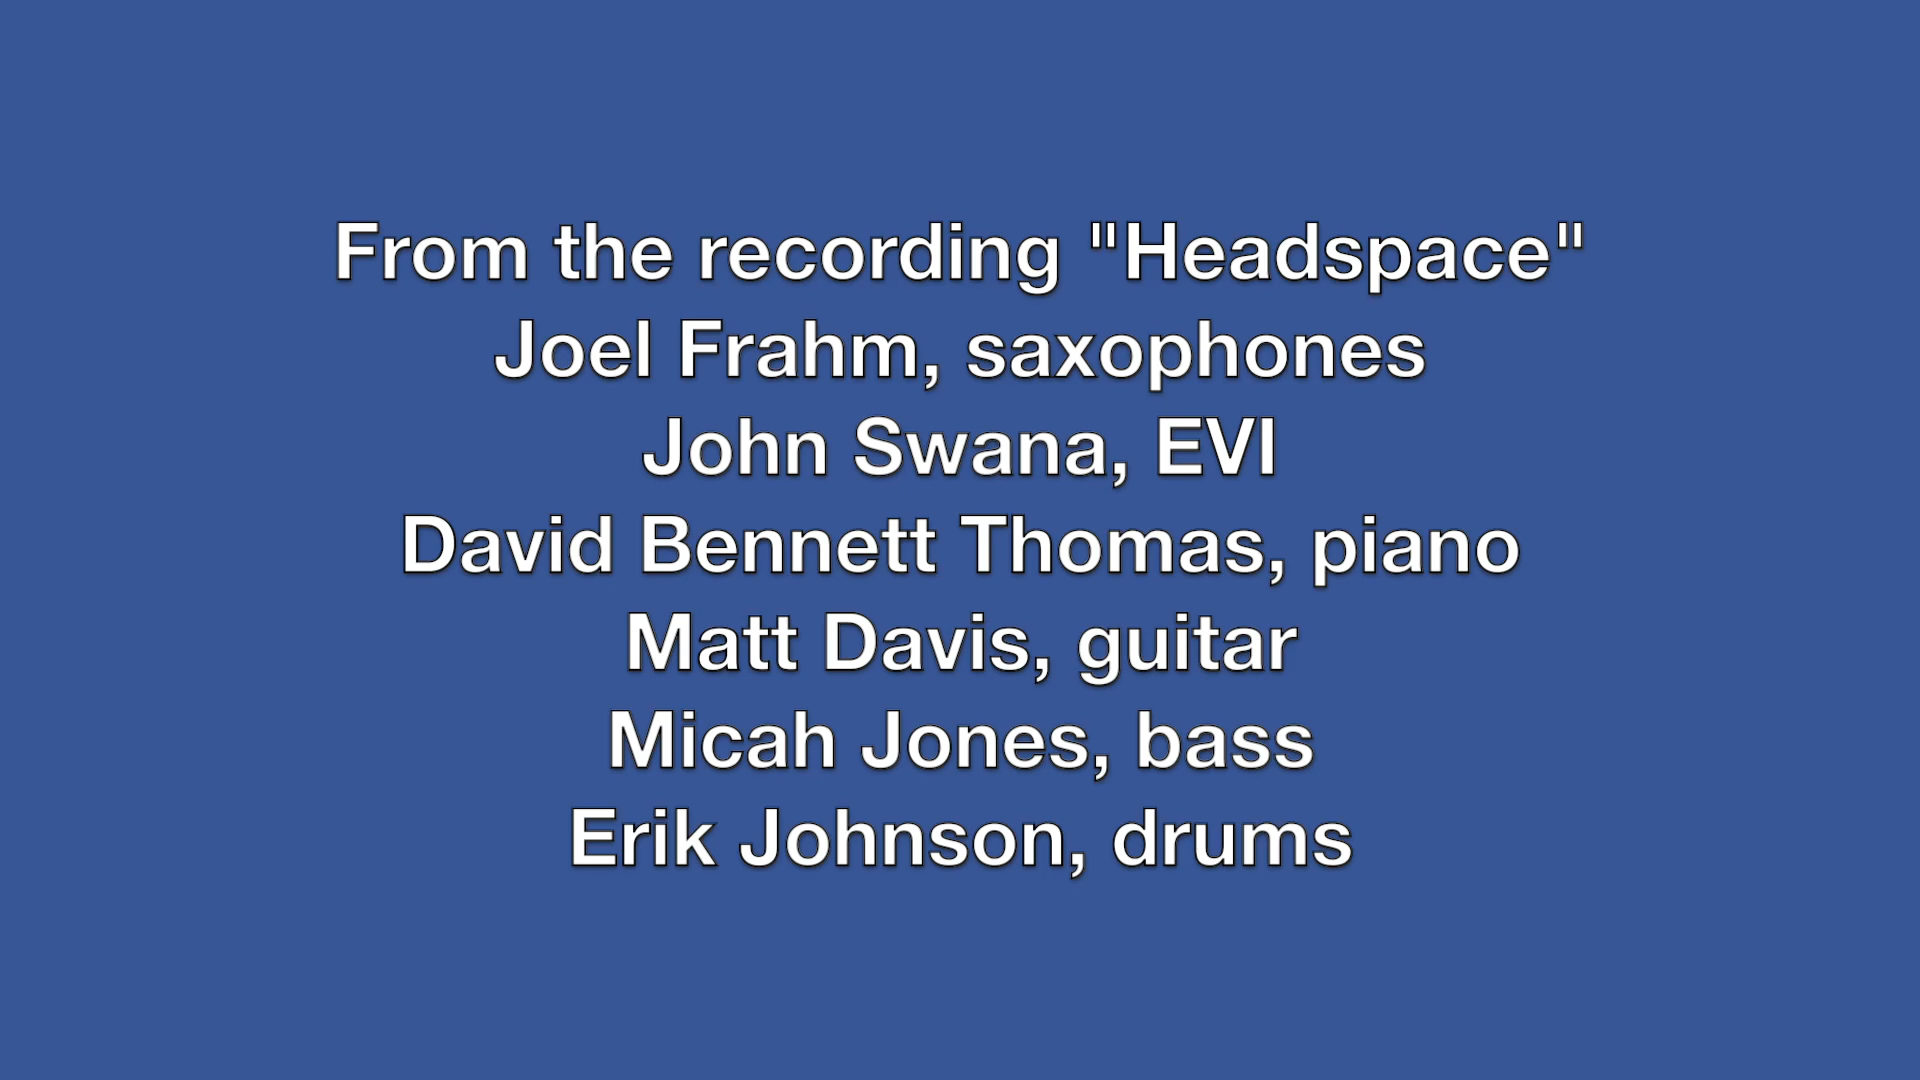 From the recording "Headspace"
Joel Frahm, saxophones
John Swana, EVI
David Bennett Thomas, piano
Matt Davis, guitar
Micah Jones, bass
Erik Johnson, drums